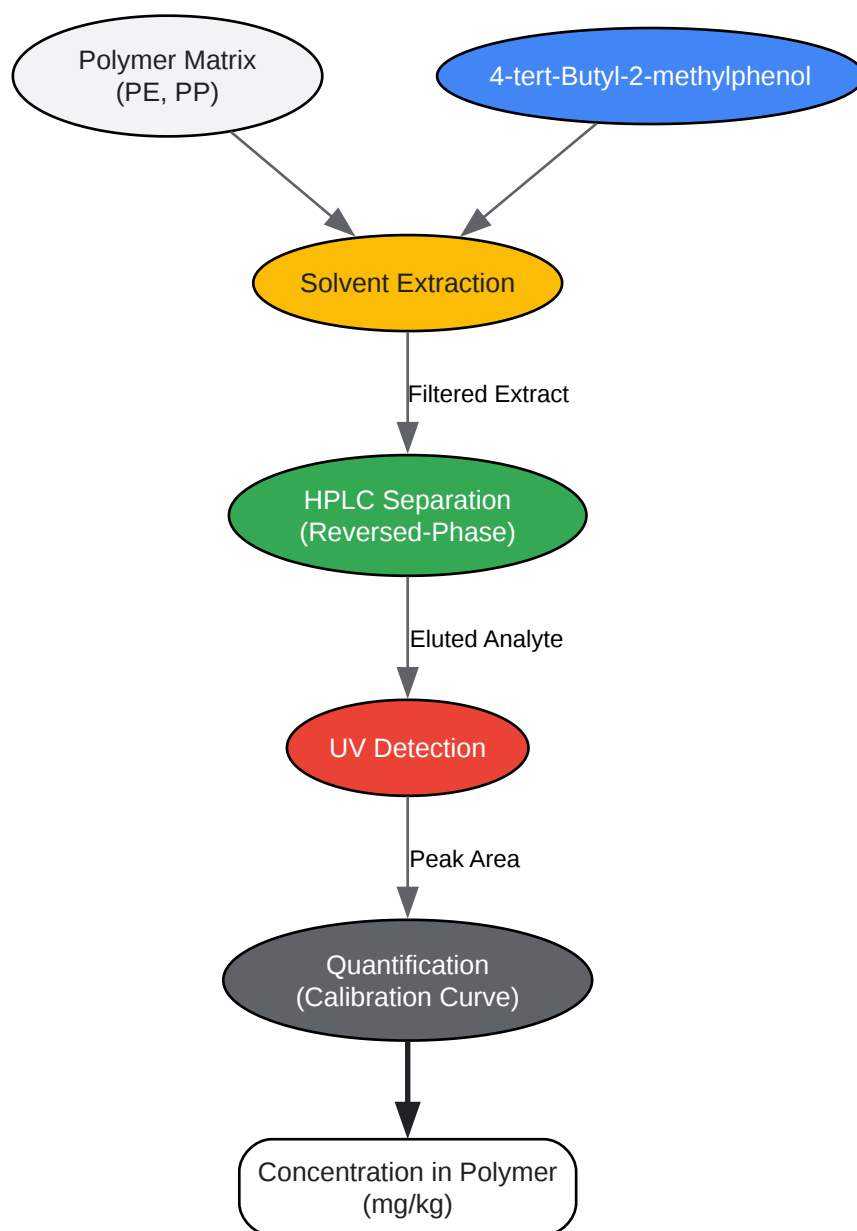 Polymer Matrix
(PE, PP)
4-tert-Butyl-2-methylphenol
Solvent Extraction
Filtered Extract
HPLC Separation
(Reversed-Phase)
Eluted Analyte
UV Detection
Peak Area
Quantification
(Calibration Curve)
Concentration in Polymer
(mg/kg)